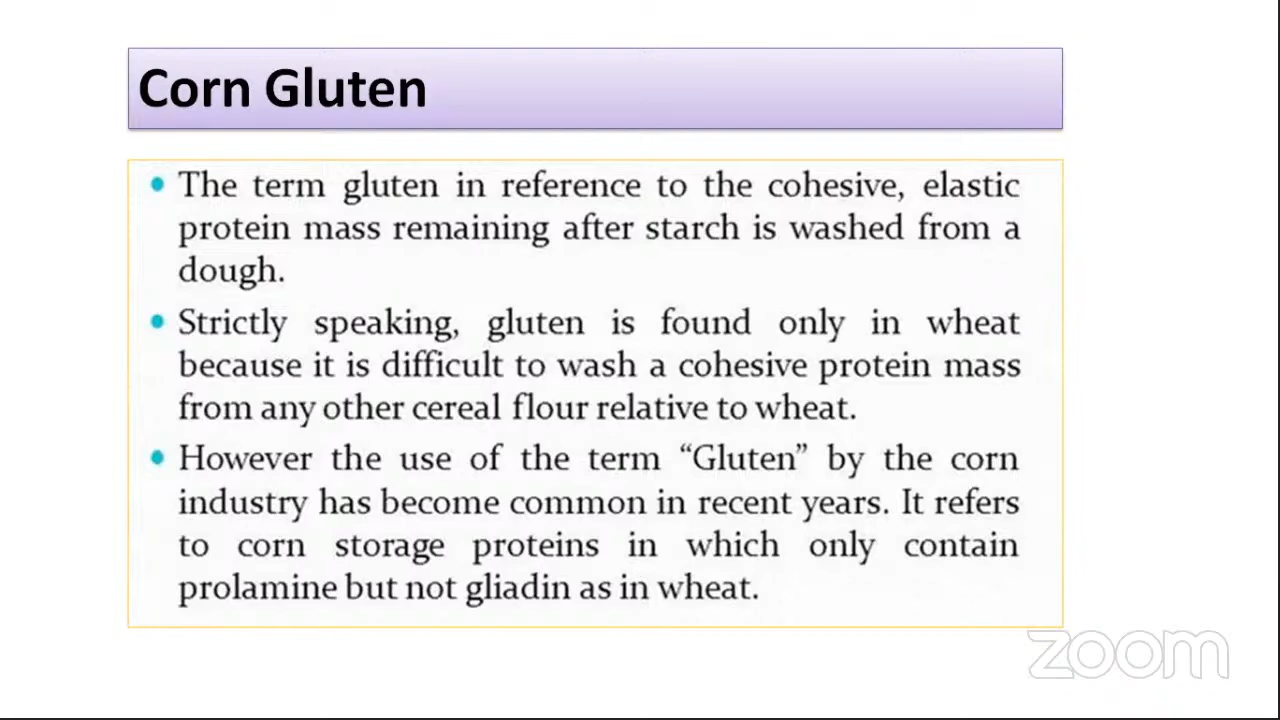 Corn Gluten
• The term gluten in reference to the cohesive, elastic
protein mass remaining after starch is washed from a
dough.
• Strictly speaking, gluten is found only in wheat
because it is difficult to wash a cohesive protein mass
from any other cereal flour relative to wheat.
• However the use of the term “Gluten” by the corn
industry has become common in recent years. It refers
to corn storage proteins in which only contain
prolamine but not gliadin as in wheat.
zoom